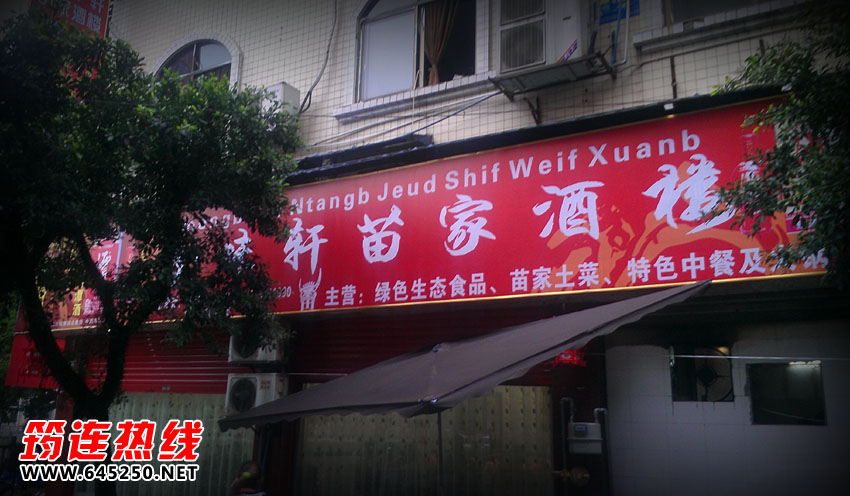 Ntangb Jeud Shif Weif Xuanb
味轩苗家酒楼
主营：绿色生态食品、苗家土菜、特色中餐及
筠连热线
WWW.645250.NET